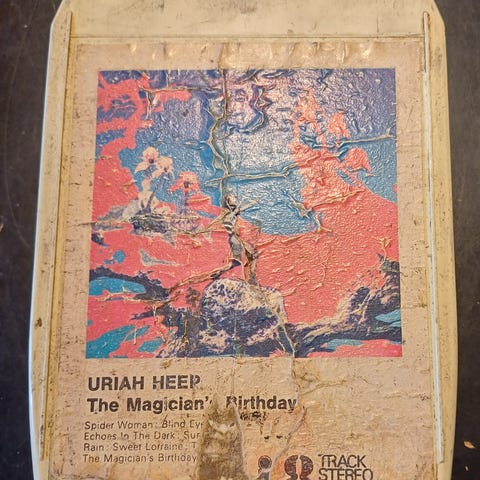 URIAH HEEP
The Magician's Birthday
Spider Woman : Blind Eye
Echoes In The Dark : Sun
Rain : Sweet Lorraine : T
The Magician's Birthday
8 TRACK
STEREO